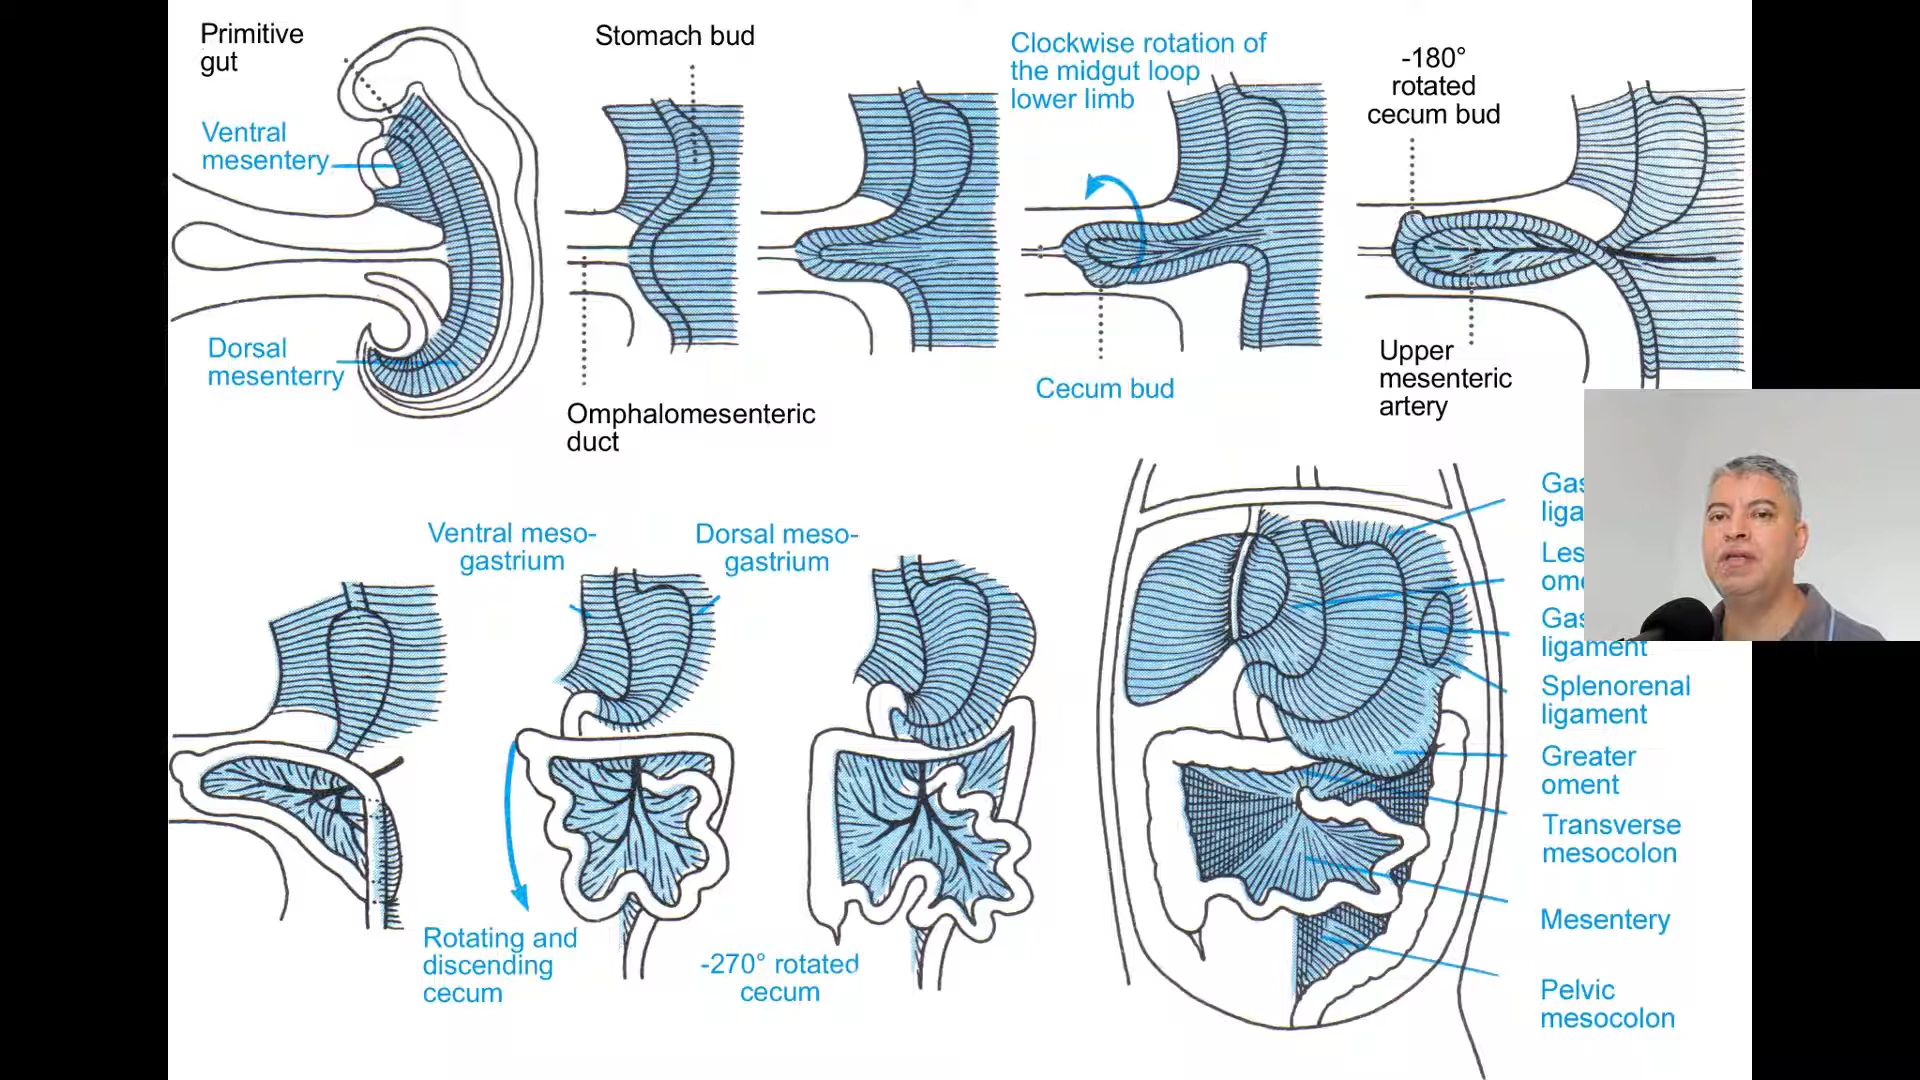 Primitive
gut
Stomach bud
Clockwise rotation of
the midgut loop
lower limb
-180°
rotated
cecum bud
Ventral
mesentery
Dorsal
mesenterry
Omphalomesenteric
duct
Cecum bud
Upper
mesenteric
artery
Ventral meso-
gastrium
Dorsal meso-
gastrium
Rotating and
discending
cecum
-270° rotated
cecum
ligament
Splenorenal
ligament
Greater
oment
Transverse
mesocolon
Mesentery
Pelvic
mesocolon